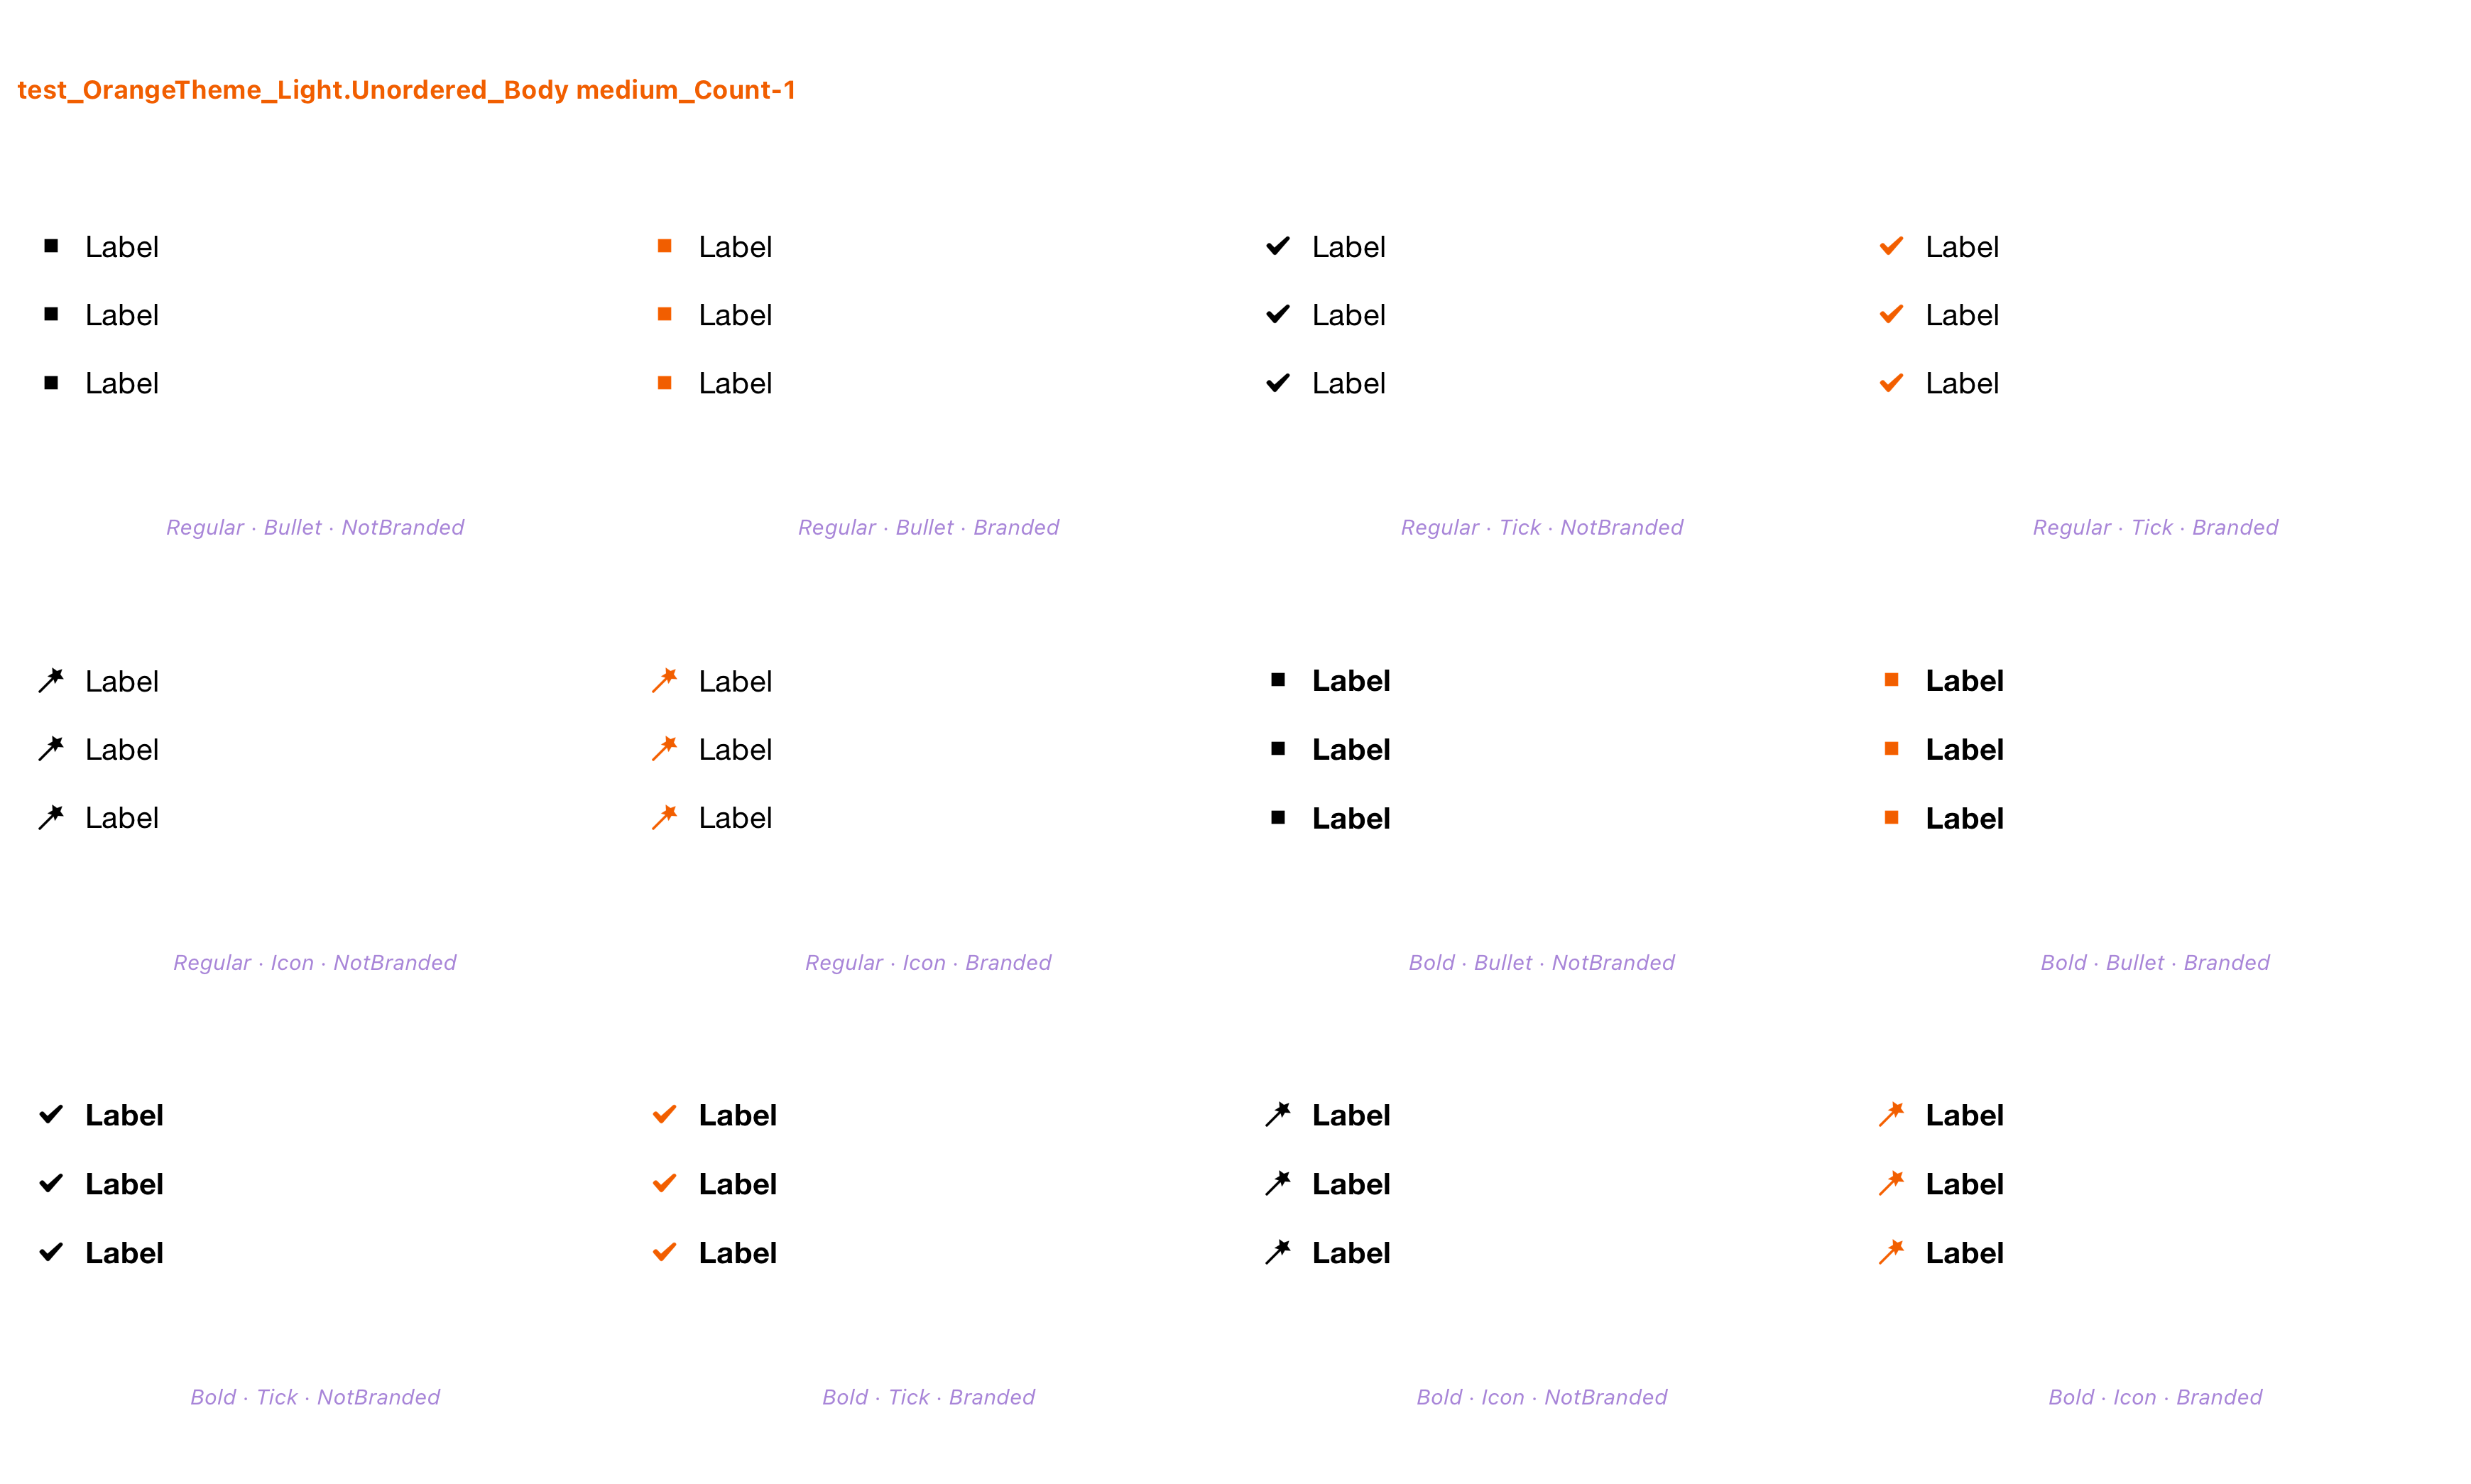 test_OrangeTheme_Light.Unordered_Body medium_Count-1
Label Label Label Label
Label Label Label Label
Label Label Label Label
Regular · Bullet · NotBranded Regular · Bullet · Branded Regular · Tick · NotBranded Regular · Tick · Branded
Label Label Label Label
Label Label Label Label
Label Label Label Label
Regular · Icon · NotBranded Regular · Icon · Branded Bold · Bullet · NotBranded Bold · Bullet · Branded
Label Label Label Label
Label Label Label Label
Label Label Label Label
Bold · Tick · NotBranded Bold · Tick · Branded Bold · Icon · NotBranded Bold · Icon · Branded